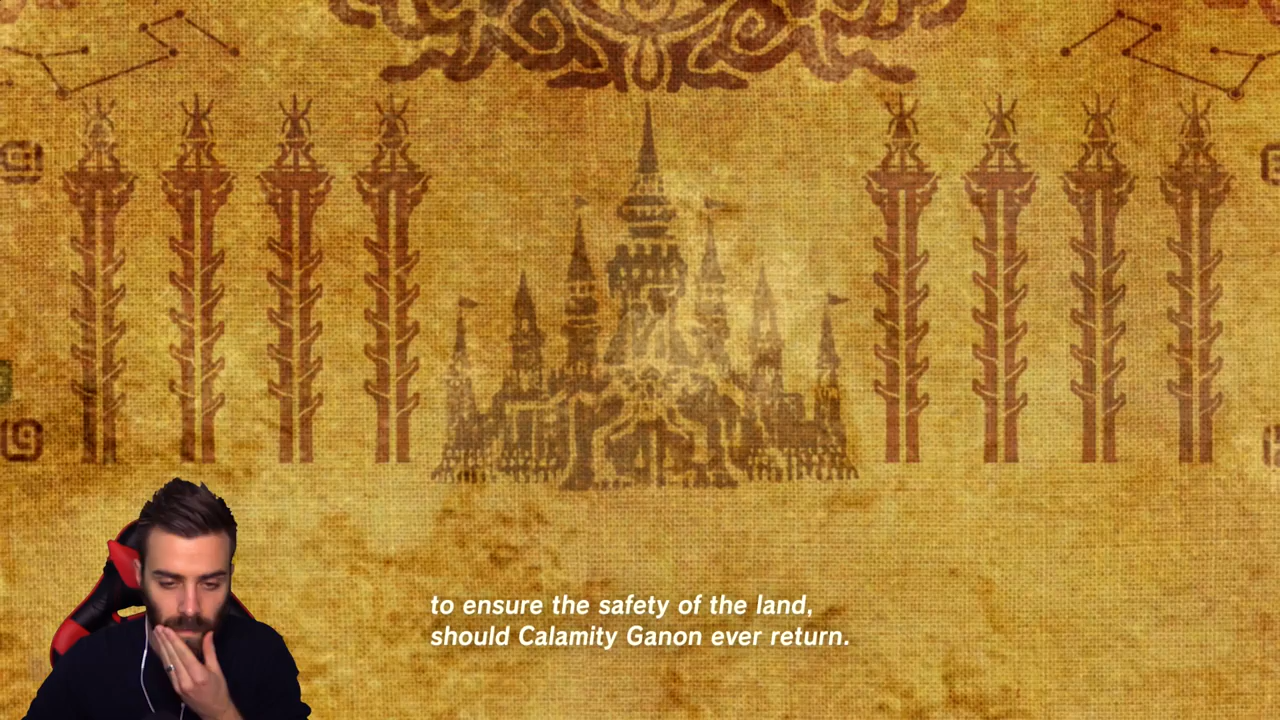 to ensure the safety of the land,
should Calamity Ganon ever return.